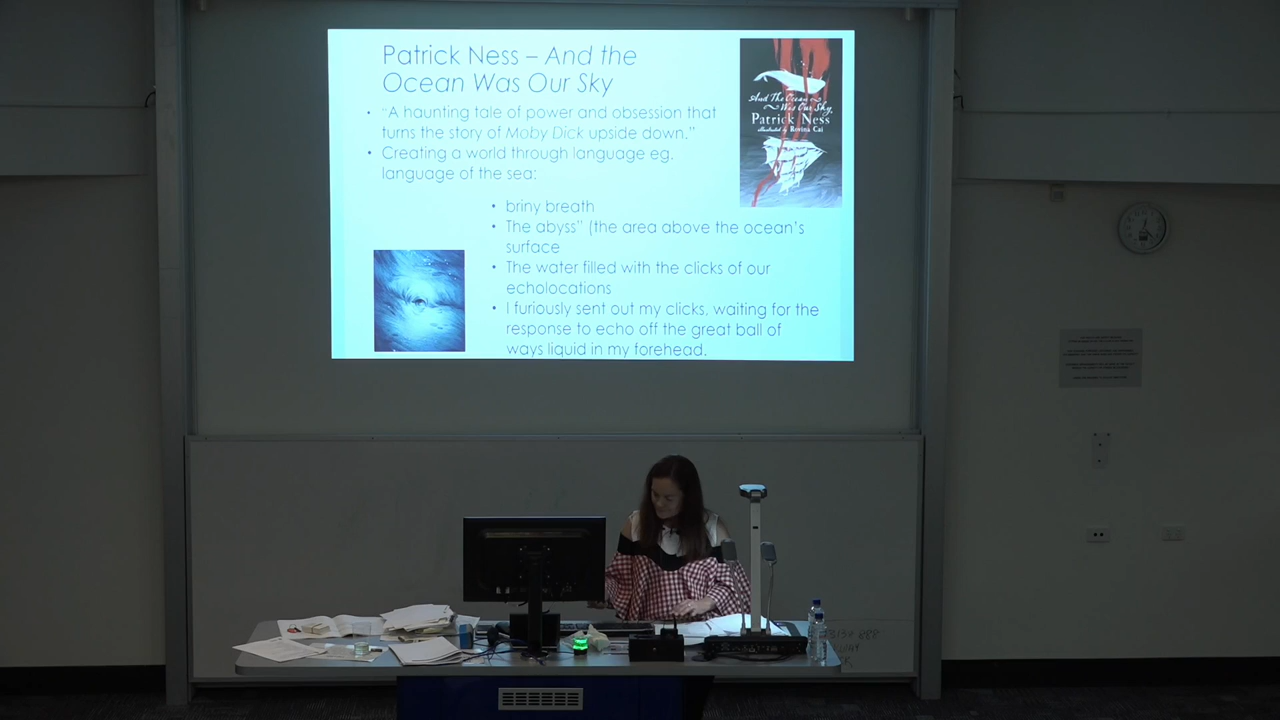 Patrick Ness – And the
Ocean Was Our Sky
• "A haunting tale of power and obsession that
turns the story of Moby Dick upside down."
• Creating a world through language eg.
language of the sea:
• briny breath
• The abyss" (the area above the ocean's
surface
• The water filled with the clicks of our
echolocations
• I furiously sent out my clicks, waiting for the
response to echo off the great ball of
ways liquid in my forehead.
And The Ocean
Was Our Sky
Patrick Ness
illustrated by Rovina Cai